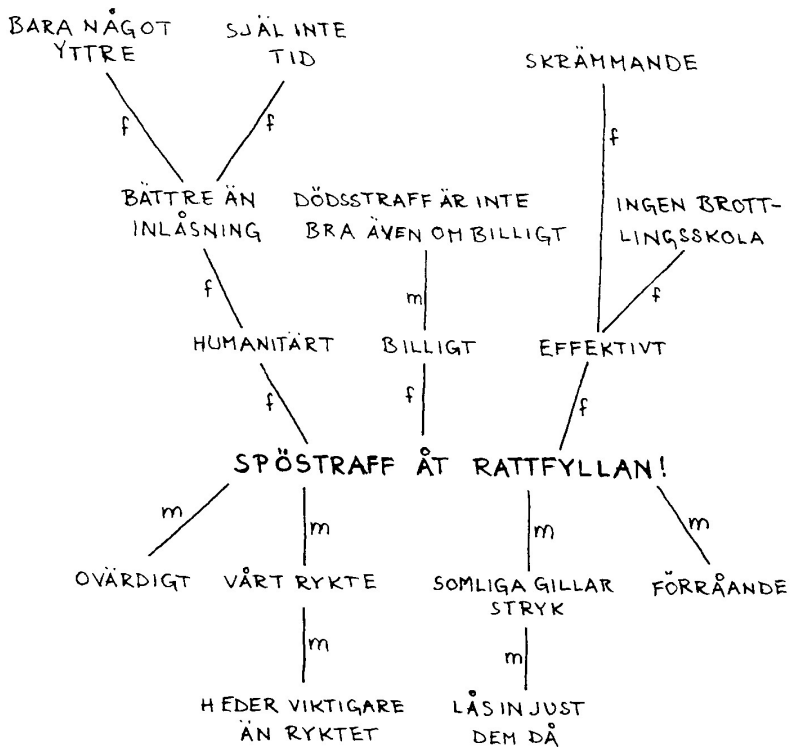 BARA NÅGOT
YTTRE
SJÄL INTE
TID
SKRÄMMANDE
f
f
f
BÄTTRE ÄN
INLÅSNING
DÖDSSTRAFF ÄR INTE
BRA ÄVEN OM BILLIGT
INGEN BROTT-
LINGSSKOLA
f
m
f
HUMANITÄRT
BILLIGT
EFFEKTIVT
f
f
f
SPÖSTRAFF ÅT RATTFYLLAN!
m
m
m
m
OVÄRDIGT
VÅRT RYKTE
SOMLIGA GILLAR
STRYK
FÖRRÅANDE
m
m
HEDER VIKTIGARE
ÄN RYKTET
LÅS IN JUST
DEM DÅ